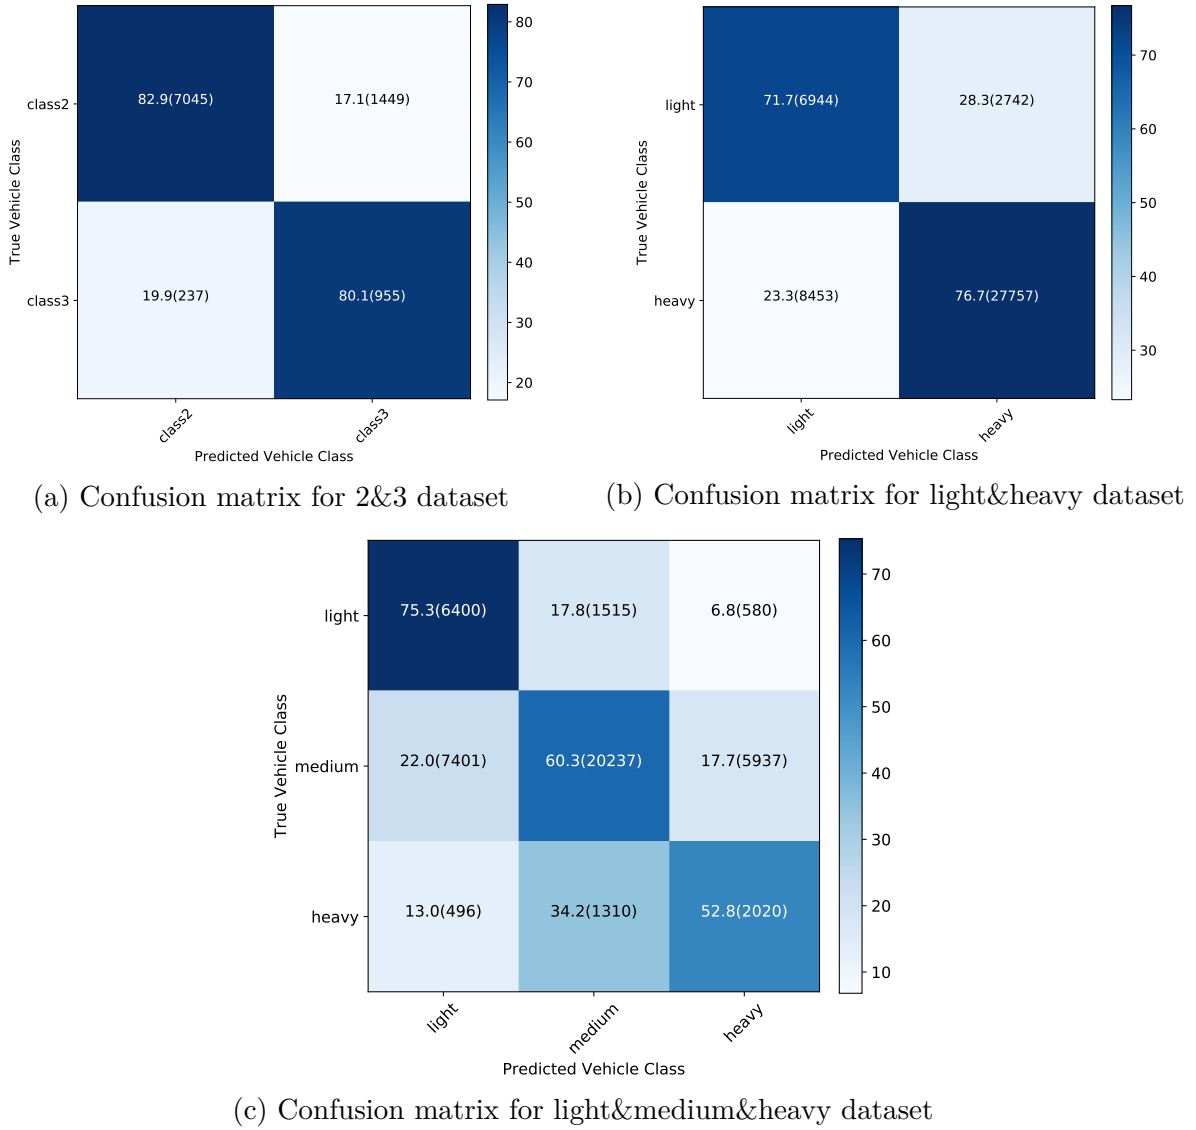 82.9(7045) 17.1(1449)
19.9(237) 80.1(955)
class2
class3
True Vehicle Class
class2 class3
Predicted Vehicle Class
80
70
60
50
40
30
20
(a) Confusion matrix for 2&3 dataset
71.7(6944) 28.3(2742)
23.3(8453) 76.7(27757)
light
heavy
True Vehicle Class
light heavy
Predicted Vehicle Class
70
60
50
40
30
(b) Confusion matrix for light&heavy dataset
75.3(6400) 17.8(1515) 6.8(580)
22.0(7401) 60.3(20237) 17.7(5937)
13.0(496) 34.2(1310) 52.8(2020)
light
medium
heavy
True Vehicle Class
light medium heavy
Predicted Vehicle Class
70
60
50
40
30
20
10
(c) Confusion matrix for light&medium&heavy dataset